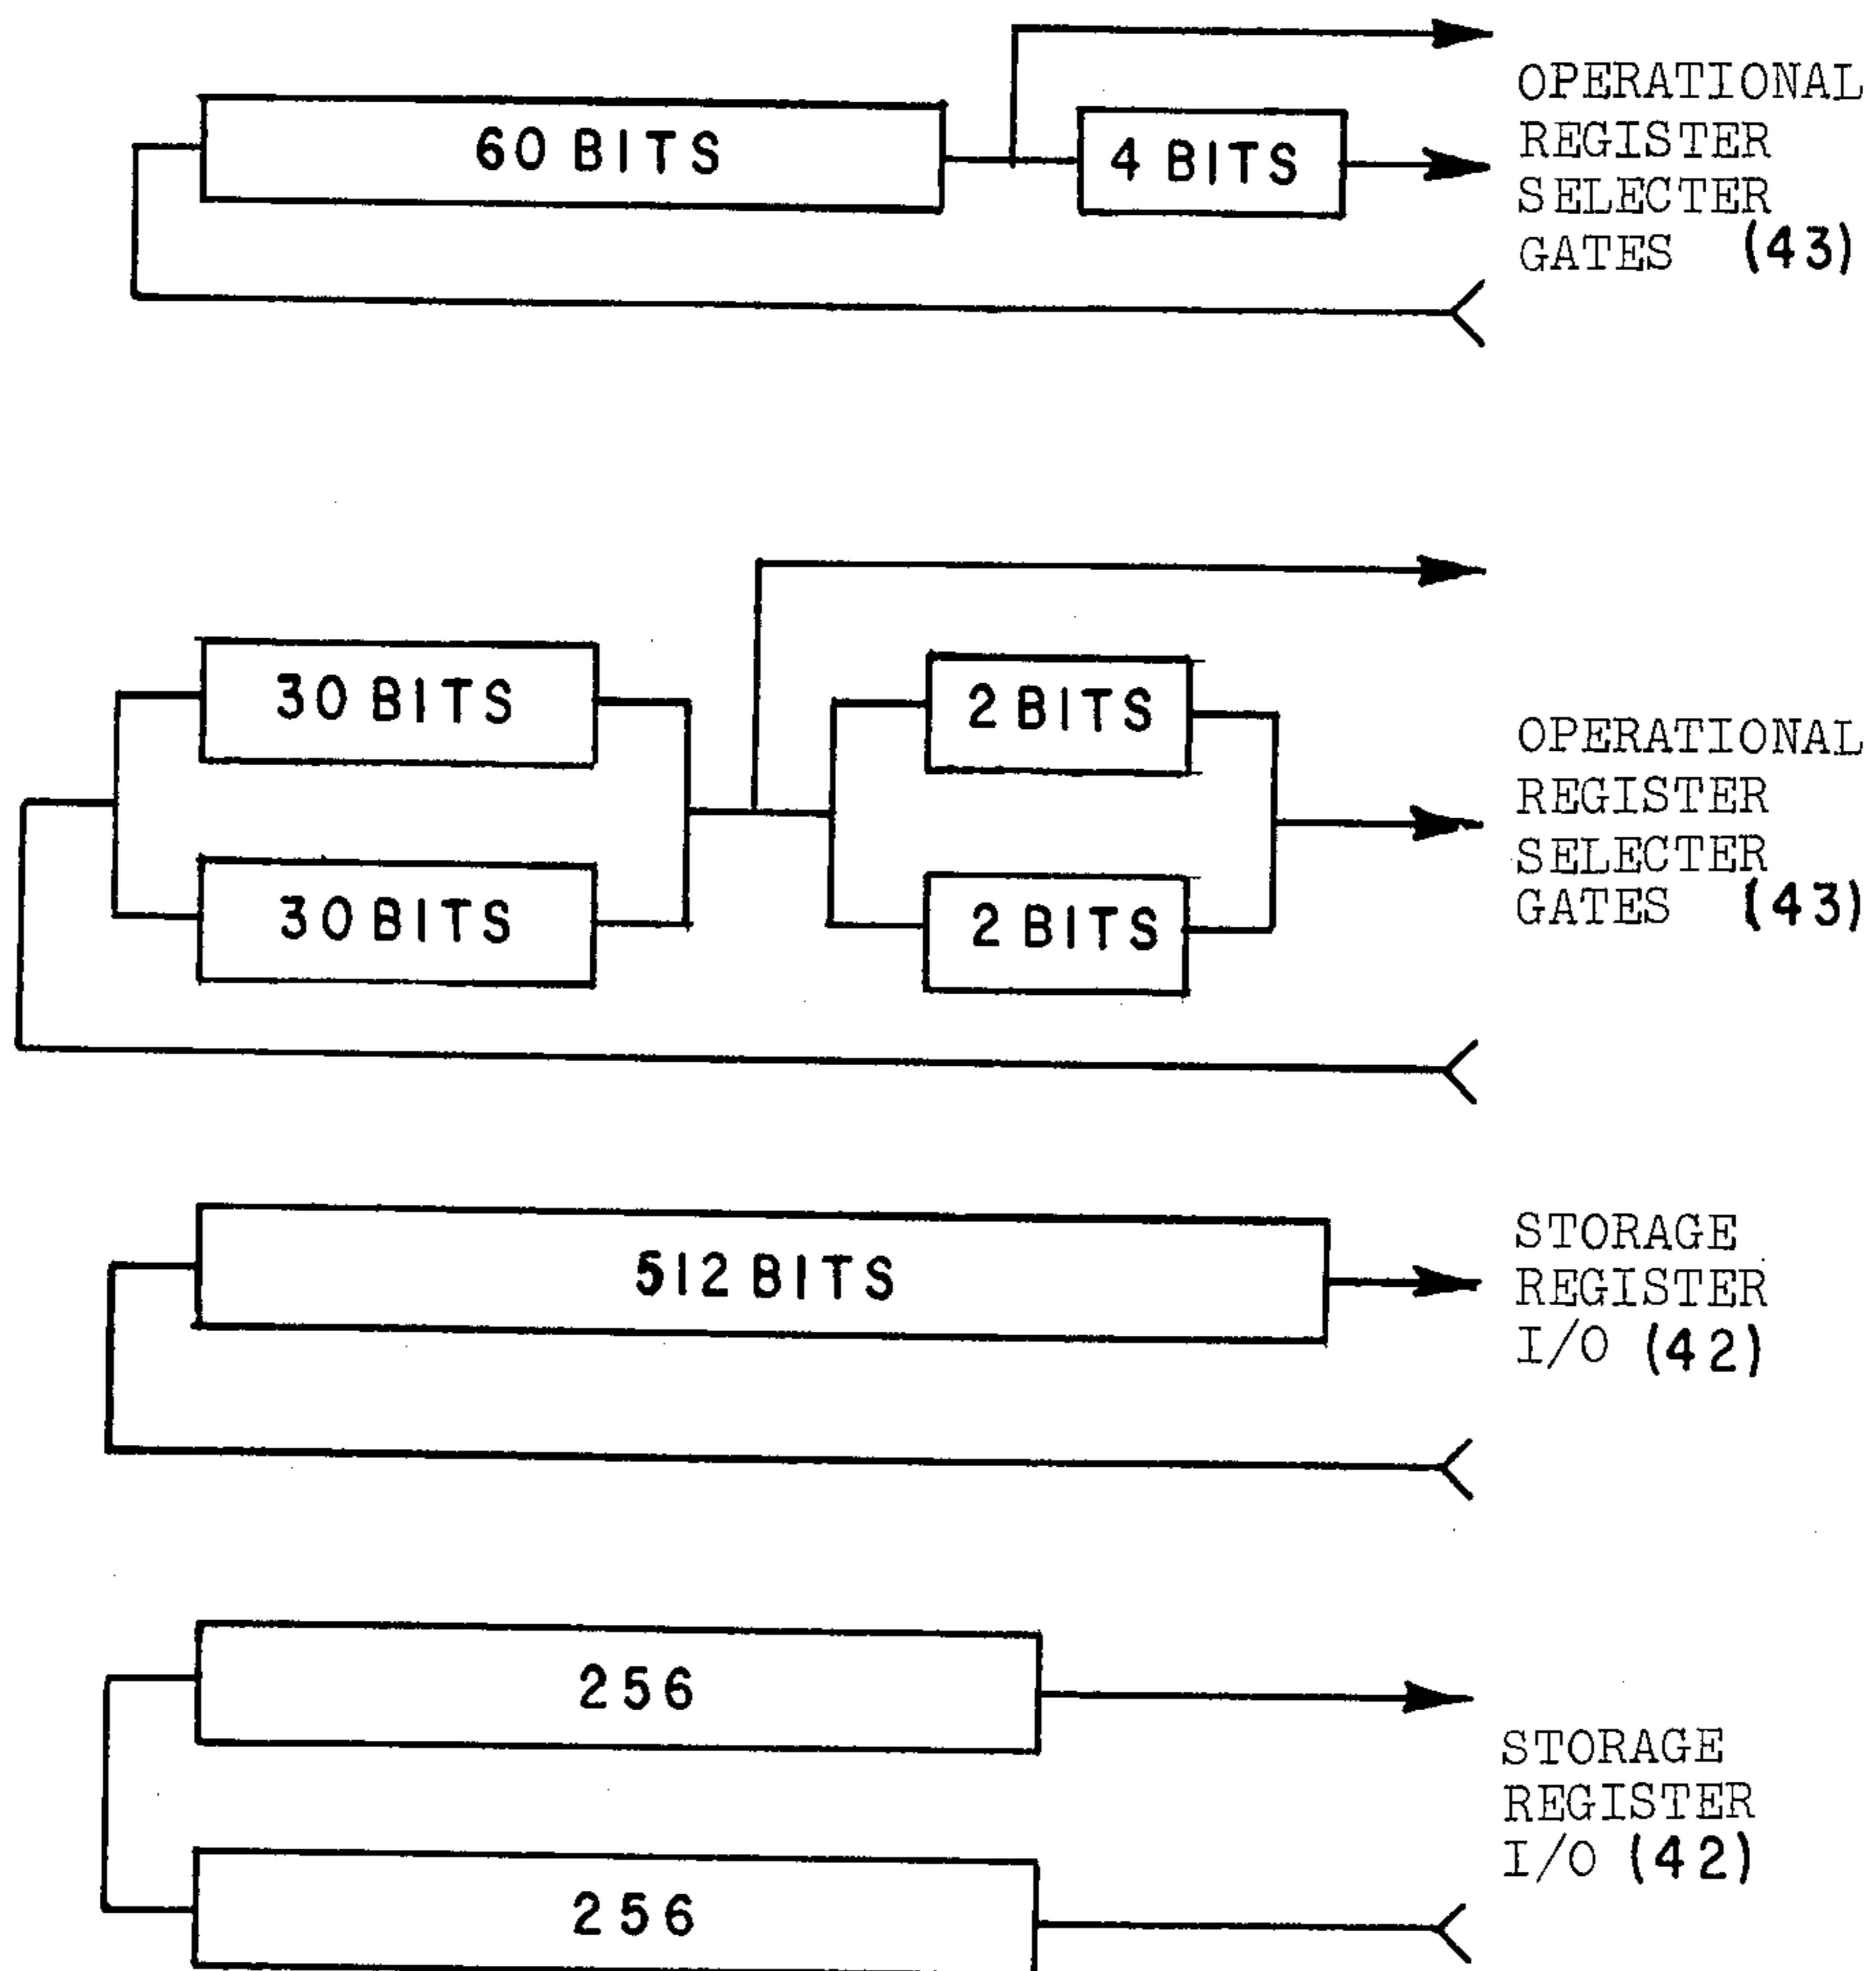 60 BITS
4 BITS
OPERATIONAL
REGISTER
SELECTER
GATES (43)
30 BITS
2 BITS
30 BITS
2 BITS
OPERATIONAL
REGISTER
SELECTER
GATES (43)
512 BITS
STORAGE
REGISTER
I/O (42)
256
256
STORAGE
REGISTER
I/O (42)